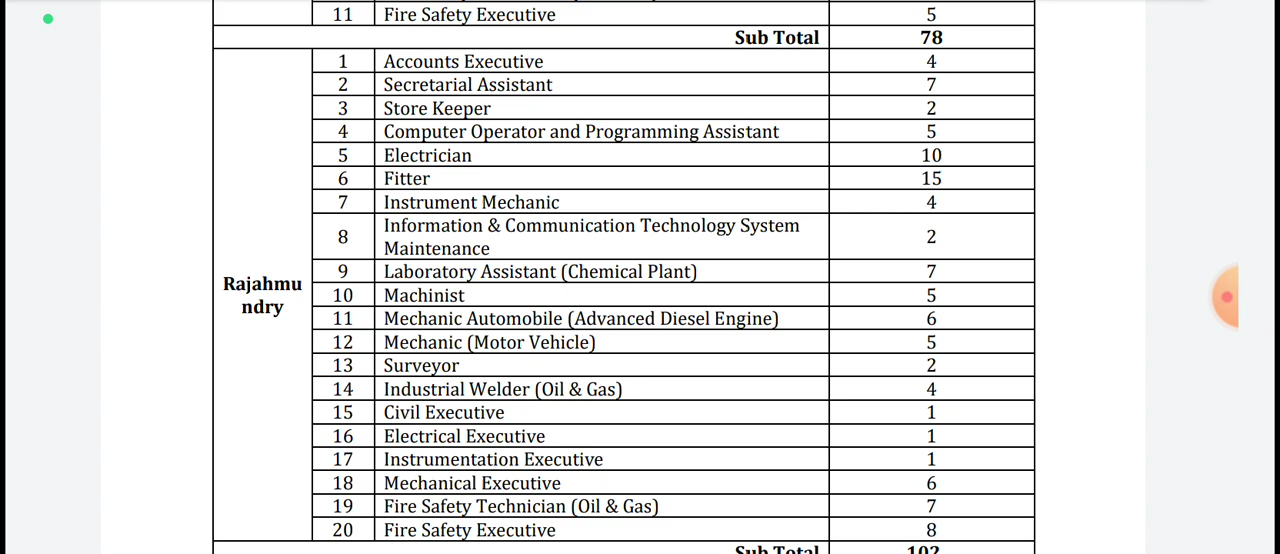 11 Fire Safety Executive 5
Sub Total 78
1 Accounts Executive 4
2 Secretarial Assistant 7
3 Store Keeper 2
4 Computer Operator and Programming Assistant 5
5 Electrician 10
6 Fitter 15
7 Instrument Mechanic 4
8 Information & Communication Technology System
Maintenance 2
9 Laboratory Assistant (Chemical Plant) 7
Rajahmu
ndry
10 Machinist 5
11 Mechanic Automobile (Advanced Diesel Engine) 6
12 Mechanic (Motor Vehicle) 5
13 Surveyor 2
14 Industrial Welder (Oil & Gas) 4
15 Civil Executive 1
16 Electrical Executive 1
17 Instrumentation Executive 1
18 Mechanical Executive 6
19 Fire Safety Technician (Oil & Gas) 7
20 Fire Safety Executive 8
Sub Total 102